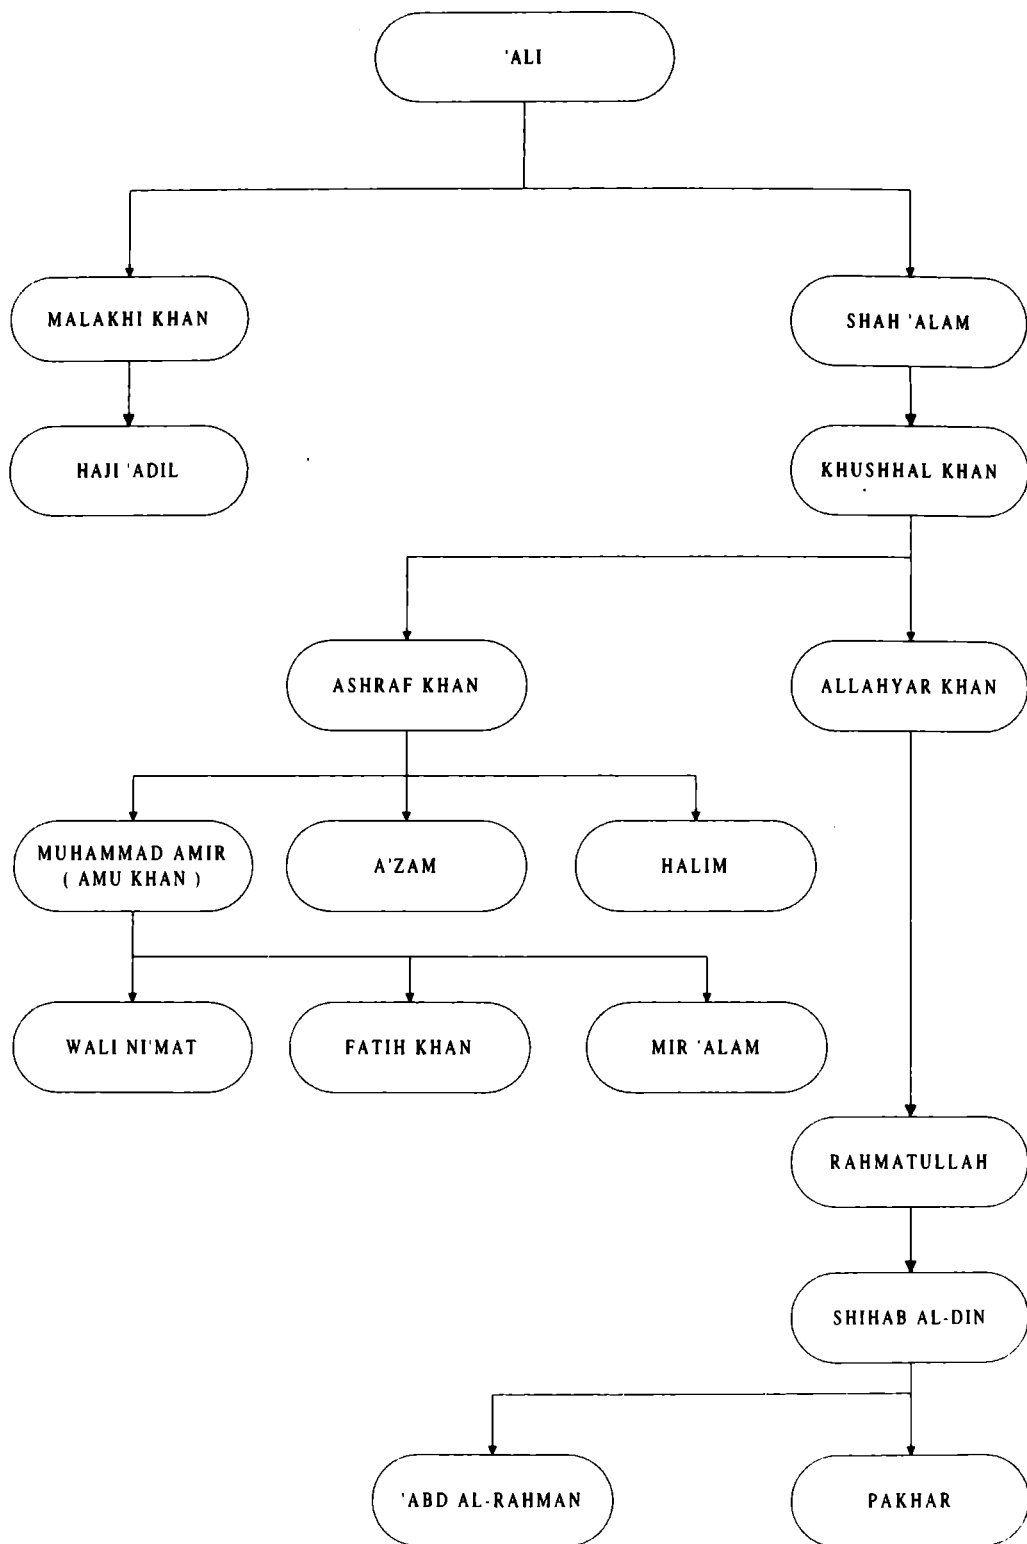 'ALI
MALAKHI KHAN
SHAH 'ALAM
HAJI 'ADIL
KHUSHHAL KHAN
ASHRAF KHAN
ALLAHYAR KHAN
MUHAMMAD AMIR
( AMU KHAN )
A'ZAM
HALIM
WALI NI'MAT
FATIH KHAN
MIR 'ALAM
RAHMATULLAH
SHIHAB AL-DIN
'ABD AL-RAHMAN
PAKHAR